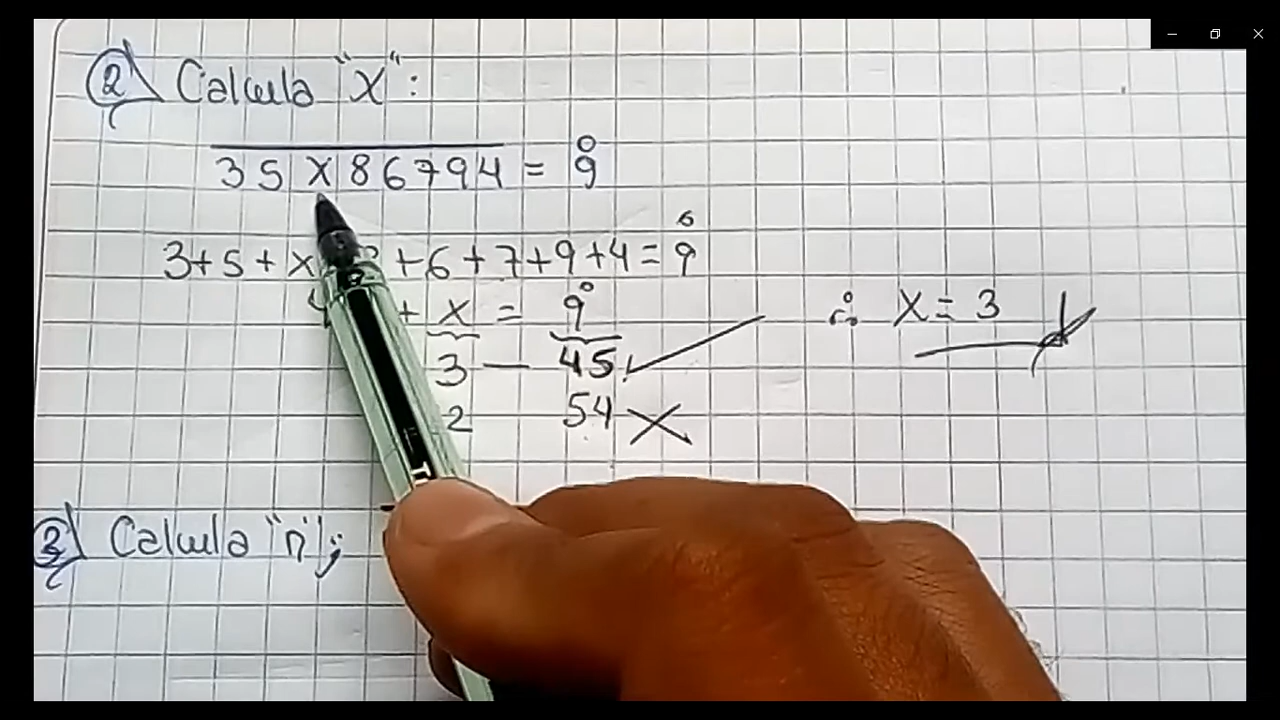 2) Calcula "x":
35x86794 = 9̊
3+5+x +6+7+9+4 = 9̊
+ x = 9̊
3 — 45 ∴ x = 3
2 54 X
3) Calcula "n";